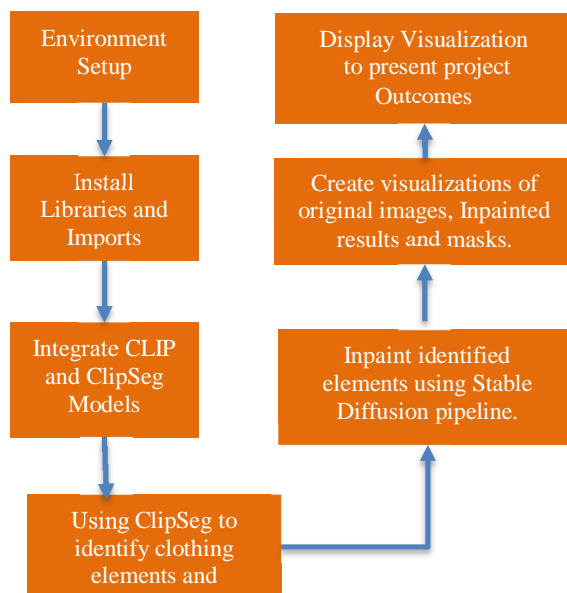 Environment
Setup
Install
Libraries and
Imports
Integrate CLIP
and ClipSeg
Models
Using ClipSeg to
identify clothing
elements and
Inpaint identified
elements using Stable
Diffusion pipeline.
Create visualizations of
original images, Inpainted
results and masks.
Display Visualization
to present project
Outcomes